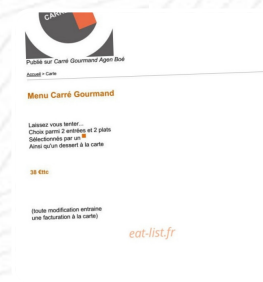 CARR
Publié sur Carré Gourmand Agen Boé
Accueil > Carte
Menu Carré Gourmand
Laissez vous tenter...
Choix parmi 2 entrées et 2 plats
Sélectionnés par un
Ainsi qu'un dessert à la carte
38 €ttc
(toute modification entraine
une facturation à la carte)
eat-list.fr